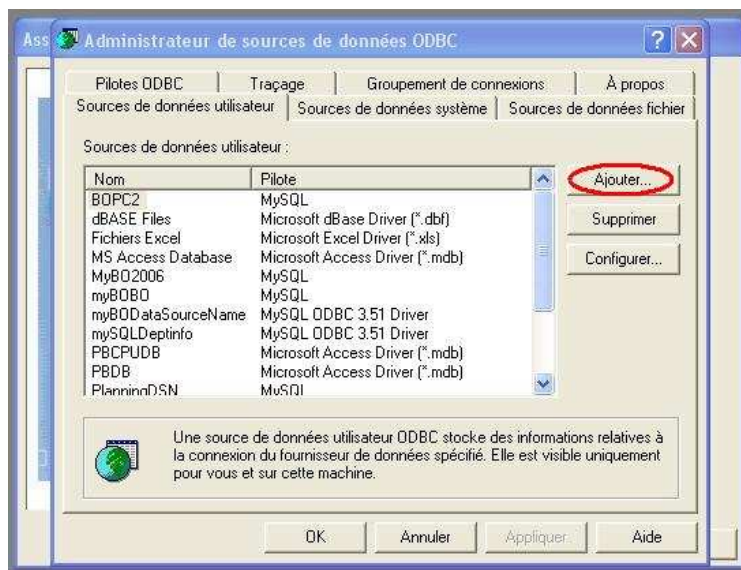 Ass
Administrateur de sources de données ODBC
Pilotes ODBC
Traçage
Groupement de connexions
À propos
Sources de données utilisateur
Sources de données système
Sources de données fichier
Sources de données utilisateur :
Nom Pilote
BOPC2 MySQL
dBASE Files Microsoft dBase Driver (*.dbf)
Fichiers Excel Microsoft Excel Driver (*.xls)
MS Access Database Microsoft Access Driver (*.mdb)
MyBO2006 MySQL
myBOBO MySQL
myBODataSourceName MySQL ODBC 3.51 Driver
mySQLDeptinfo MySQL ODBC 3.51 Driver
PBCPUDB Microsoft Access Driver (*.mdb)
PBDB Microsoft Access Driver (*.mdb)
PlanningDSN MySQL
Ajouter...
Supprimer
Configurer...
Une source de données utilisateur ODBC stocke des informations relatives à
la connexion du fournisseur de données spécifié. Elle est visible uniquement
pour vous et sur cette machine.
OK
Annuler
Appliquer
Aide